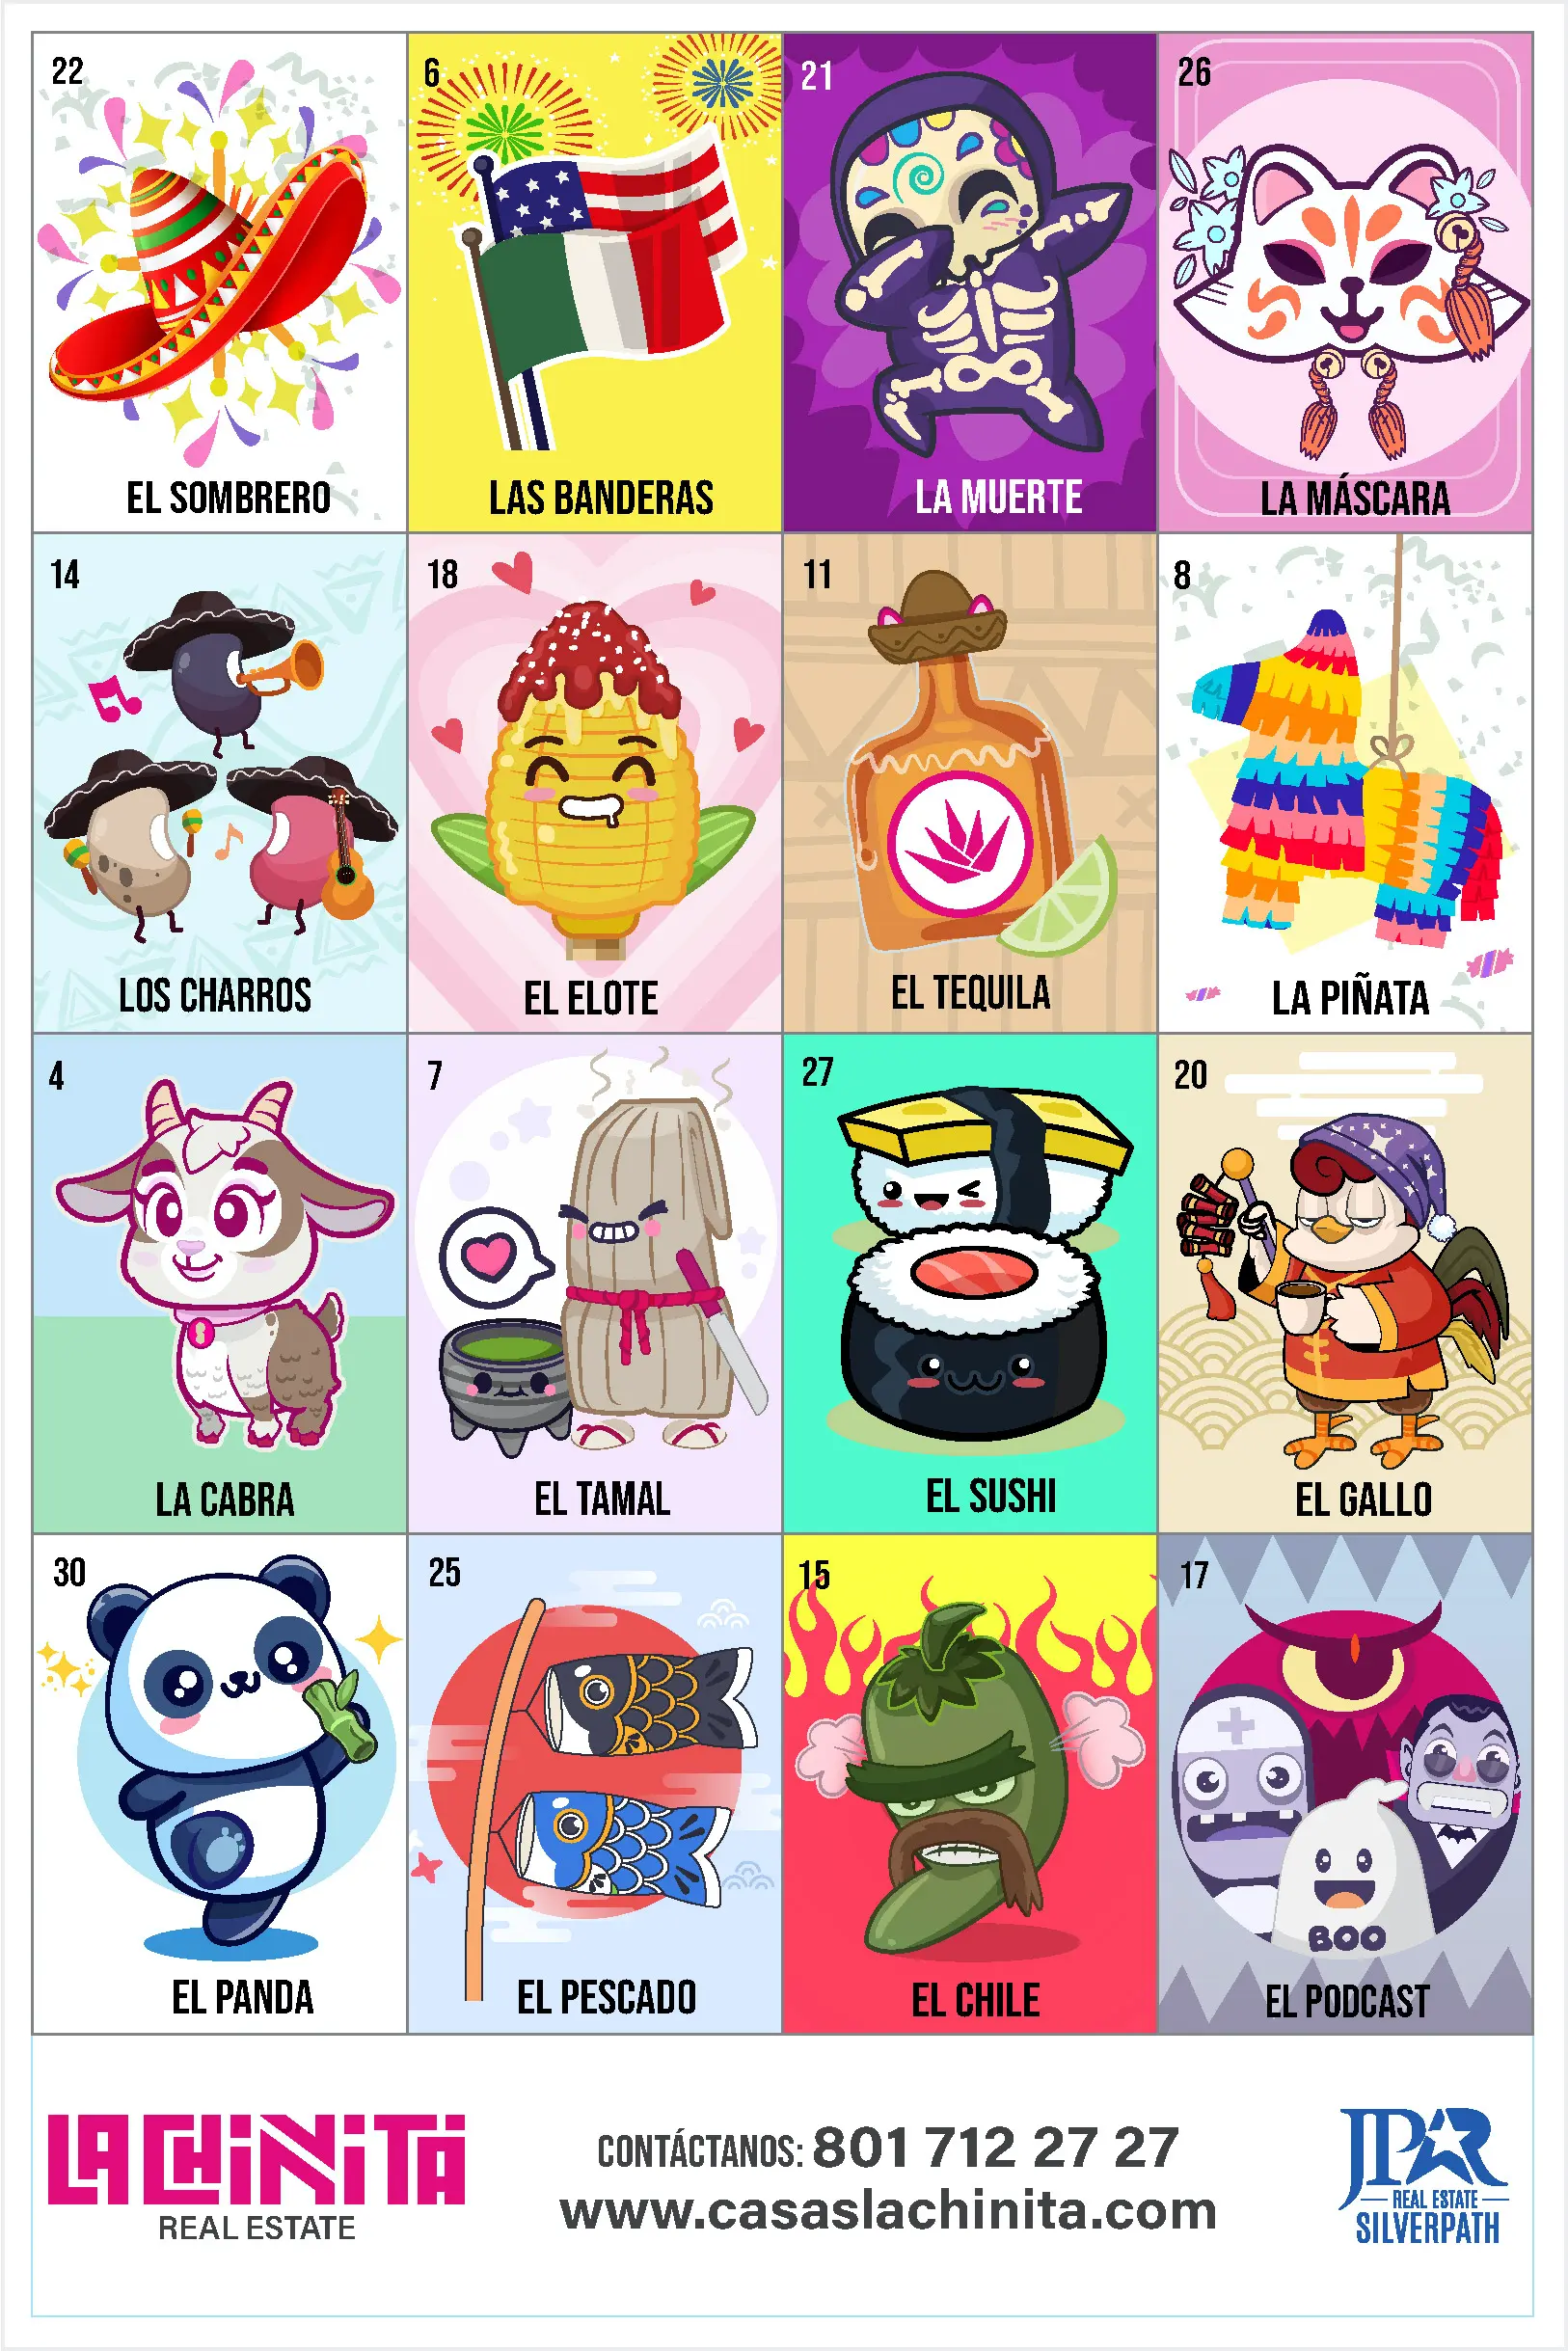 22
EL SOMBRERO
6
LAS BANDERAS
21
LA MUERTE
26
LA MÁSCARA
14
LOS CHARROS
18
EL ELOTE
11
EL TEQUILA
8
LA PIÑATA
4
LA CABRA
7
EL TAMAL
27
EL SUSHI
20
EL GALLO
30
EL PANDA
25
EL PESCADO
15
EL CHILE
17
BOO
EL PODCAST
LA CHiNiTA
REAL ESTATE
CONTÁCTANOS: 801 712 27 27
www.casaslachinita.com
JPAR
REAL ESTATE
SILVERPATH